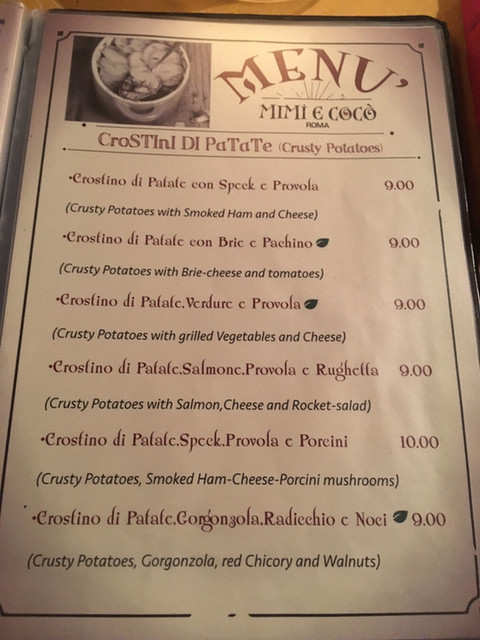 MENU'
MIMÌ E COCÒ
ROMA
CroSTInI DI PaTaTe (Crusty Potatoes)
•Crostino di Patate con Speck e Provola 9.00
(Crusty Potatoes with Smoked Ham and Cheese)
•Crostino di Patate con Brie e Pachino 9.00
(Crusty Potatoes with Brie-cheese and tomatoes)
•Crostino di Patate,Verdure e Provola 9.00
(Crusty Potatoes with grilled Vegetables and Cheese)
•Crostino di Patate,Salmone,Provola e Rughetta 9.00
(Crusty Potatoes with Salmon,Cheese and Rocket-salad)
•Crostino di Patate,Speck,Provola e Porcini 10.00
(Crusty Potatoes, Smoked Ham-Cheese-Porcini mushrooms)
•Crostino di Patate,Gorgonzola,Radicchio e Noci 9.00
(Crusty Potatoes, Gorgonzola, red Chicory and Walnuts)